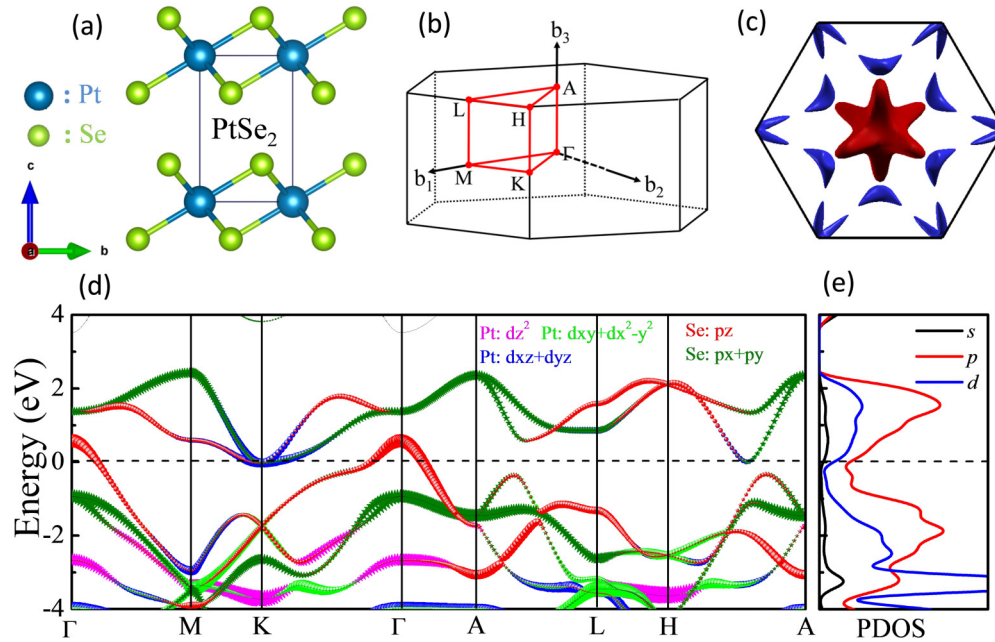 (a)
: Pt
: Se
PtSe2
c
a
b
(b)
b3
A
L
H
Γ
M
K
b1
b2
(c)
(d)
4
2
0.0
-2
-4
Energy (eV)
Pt: dz² Pt: dxy+dx²-y² Se: pz
Pt: dxz+dyz Se: px+py
Γ M K Γ A L H A
(e)
s
p
d
PDOS